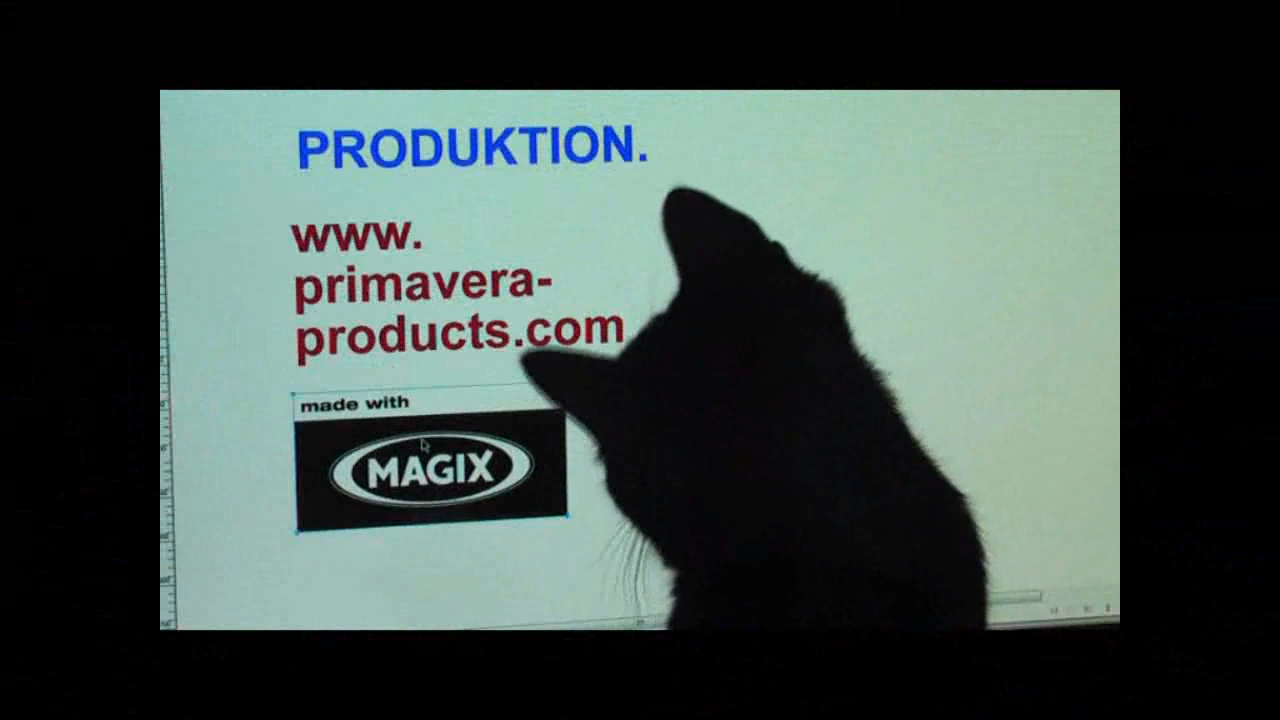 PRODUKTION.
www.
primavera-
products.com
made with
MAGIX